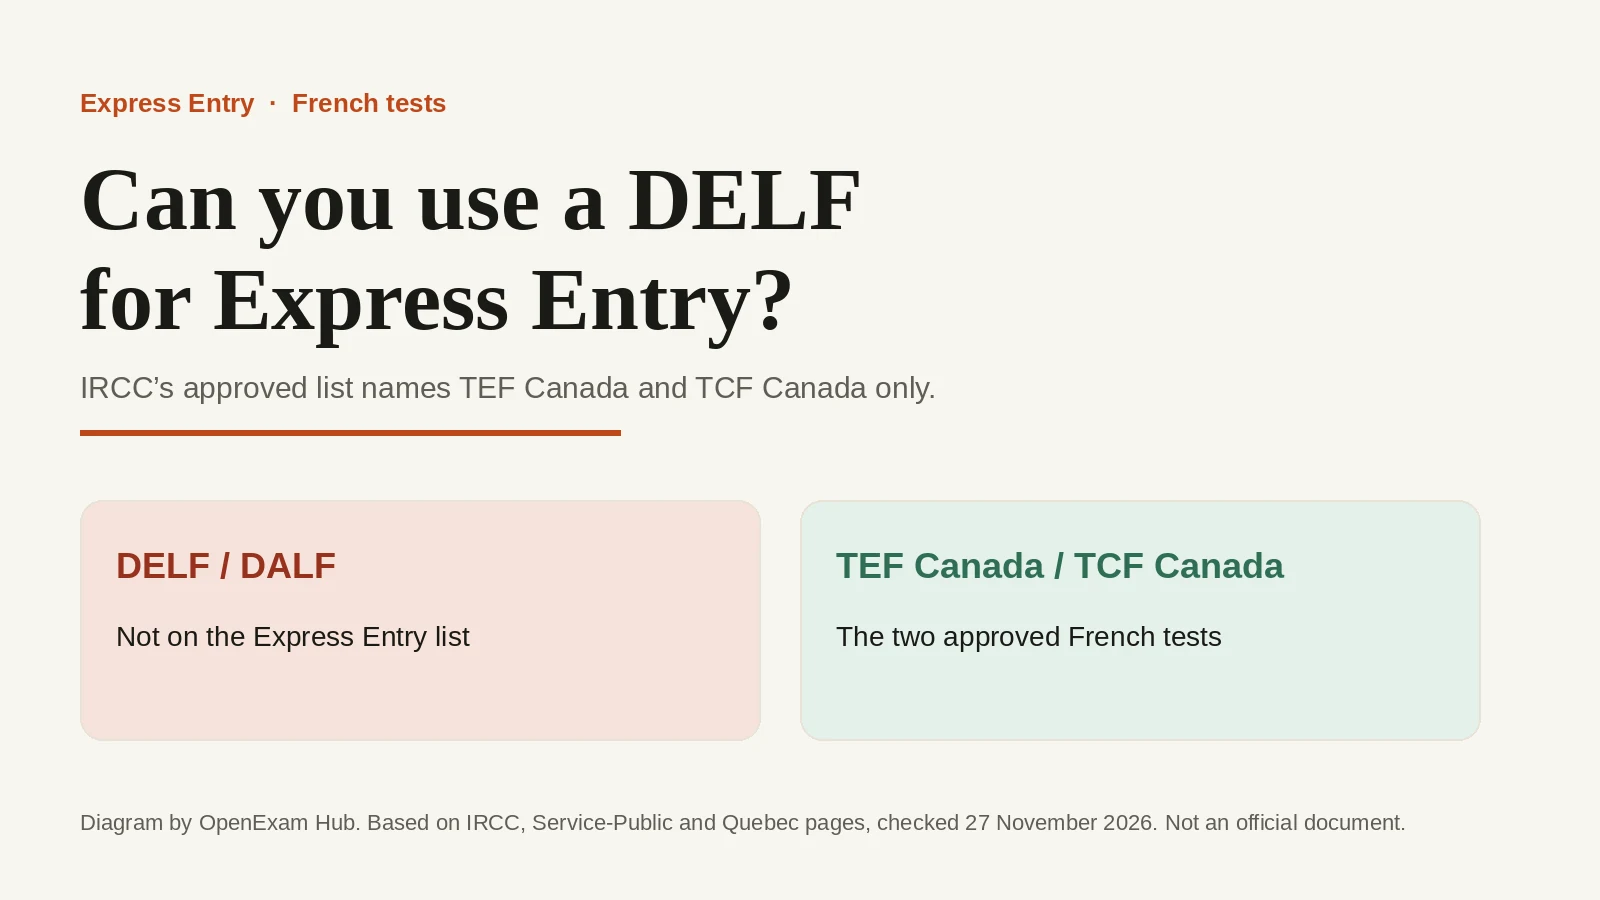 Express Entry · French tests
Can you use a DELF
for Express Entry?
IRCC’s approved list names TEF Canada and TCF Canada only.
DELF / DALF
Not on the Express Entry list
TEF Canada / TCF Canada
The two approved French tests
Diagram by OpenExam Hub. Based on IRCC, Service-Public and Quebec pages, checked 27 November 2026. Not an official document.